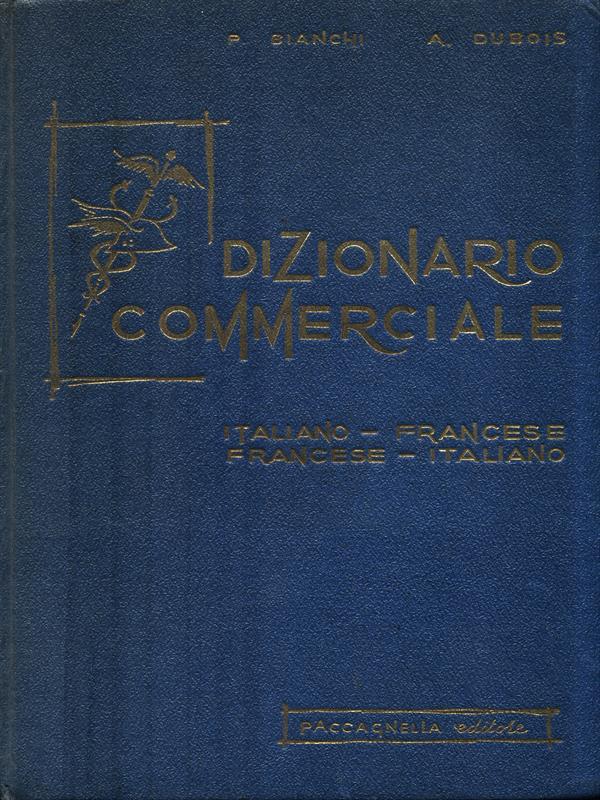 P. BIANCHI A. DUBOIS
DIZIONARIO
COMMERCIALE
ITALIANO - FRANCESE
FRANCESE - ITALIANO
PACCAGNELLA editore